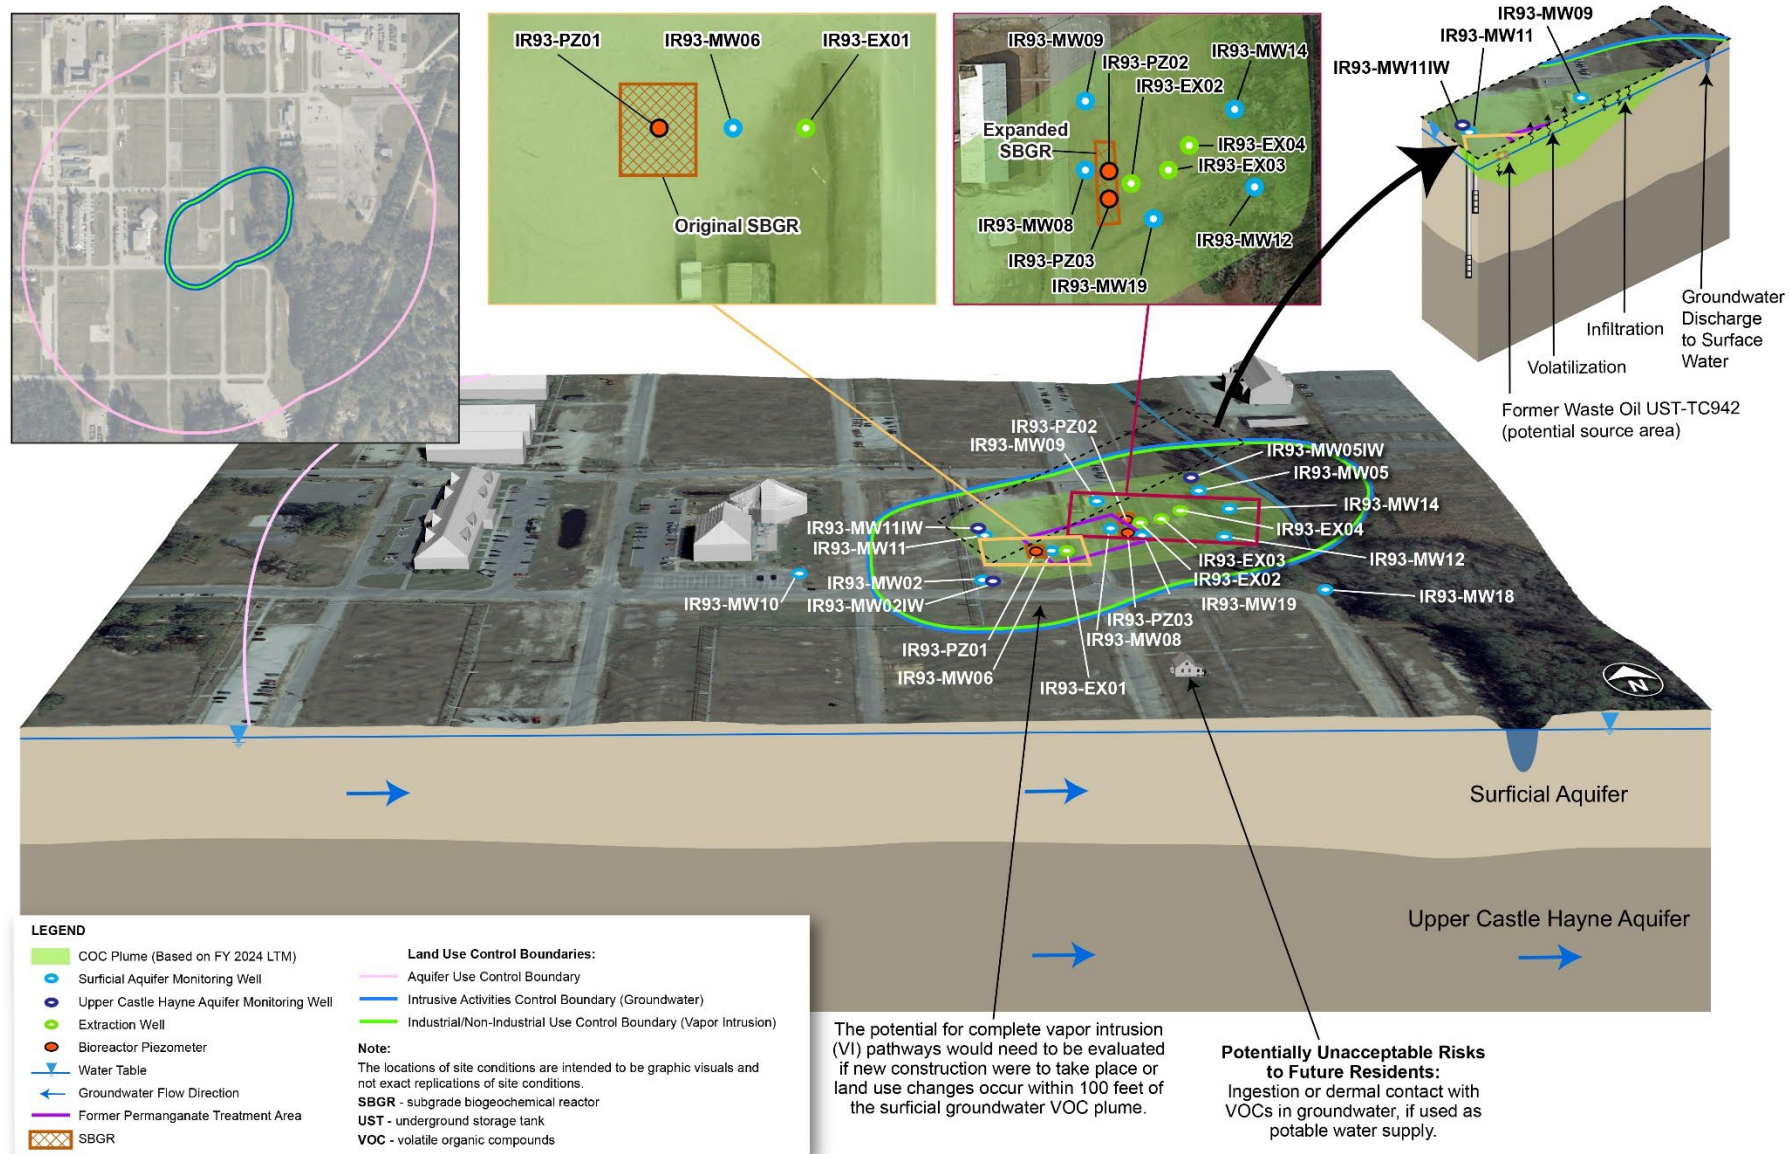 IR93-PZ01
IR93-MW06
IR93-EX01
Original SBGR
IR93-MW09
IR93-PZ02
IR93-MW14
IR93-EX02
Expanded
SBGR
IR93-EX04
IR93-EX03
IR93-MW08
IR93-MW12
IR93-PZ03
IR93-MW19
IR93-MW09
IR93-MW11
IR93-MW11IW
Groundwater
Discharge
to Surface
Water
Infiltration
Volatilization
Former Waste Oil UST-TC942
(potential source area)
IR93-PZ02
IR93-MW09
IR93-MW05IW
IR93-MW05
IR93-MW14
IR93-MW11IW
IR93-EX04
IR93-MW11
IR93-MW12
IR93-EX03
IR93-MW02
IR93-EX02
IR93-MW10
IR93-MW02IW
IR93-MW19
IR93-MW18
IR93-PZ03
IR93-MW08
IR93-PZ01
IR93-MW06
IR93-EX01
N
Surficial Aquifer
Upper Castle Hayne Aquifer
LEGEND
COC Plume (Based on FY 2024 LTM)
Surficial Aquifer Monitoring Well
Upper Castle Hayne Aquifer Monitoring Well
Extraction Well
Bioreactor Piezometer
Water Table
Groundwater Flow Direction
Former Permanganate Treatment Area
SBGR
Land Use Control Boundaries:
Aquifer Use Control Boundary
Intrusive Activities Control Boundary (Groundwater)
Industrial/Non-Industrial Use Control Boundary (Vapor Intrusion)
Note:
The locations of site conditions are intended to be graphic visuals and
not exact replications of site conditions.
SBGR - subgrade biogeochemical reactor
UST - underground storage tank
VOC - volatile organic compounds
The potential for complete vapor intrusion
(VI) pathways would need to be evaluated
if new construction were to take place or
land use changes occur within 100 feet of
the surficial groundwater VOC plume.
Potentially Unacceptable Risks
to Future Residents:
Ingestion or dermal contact with
VOCs in groundwater, if used as
potable water supply.